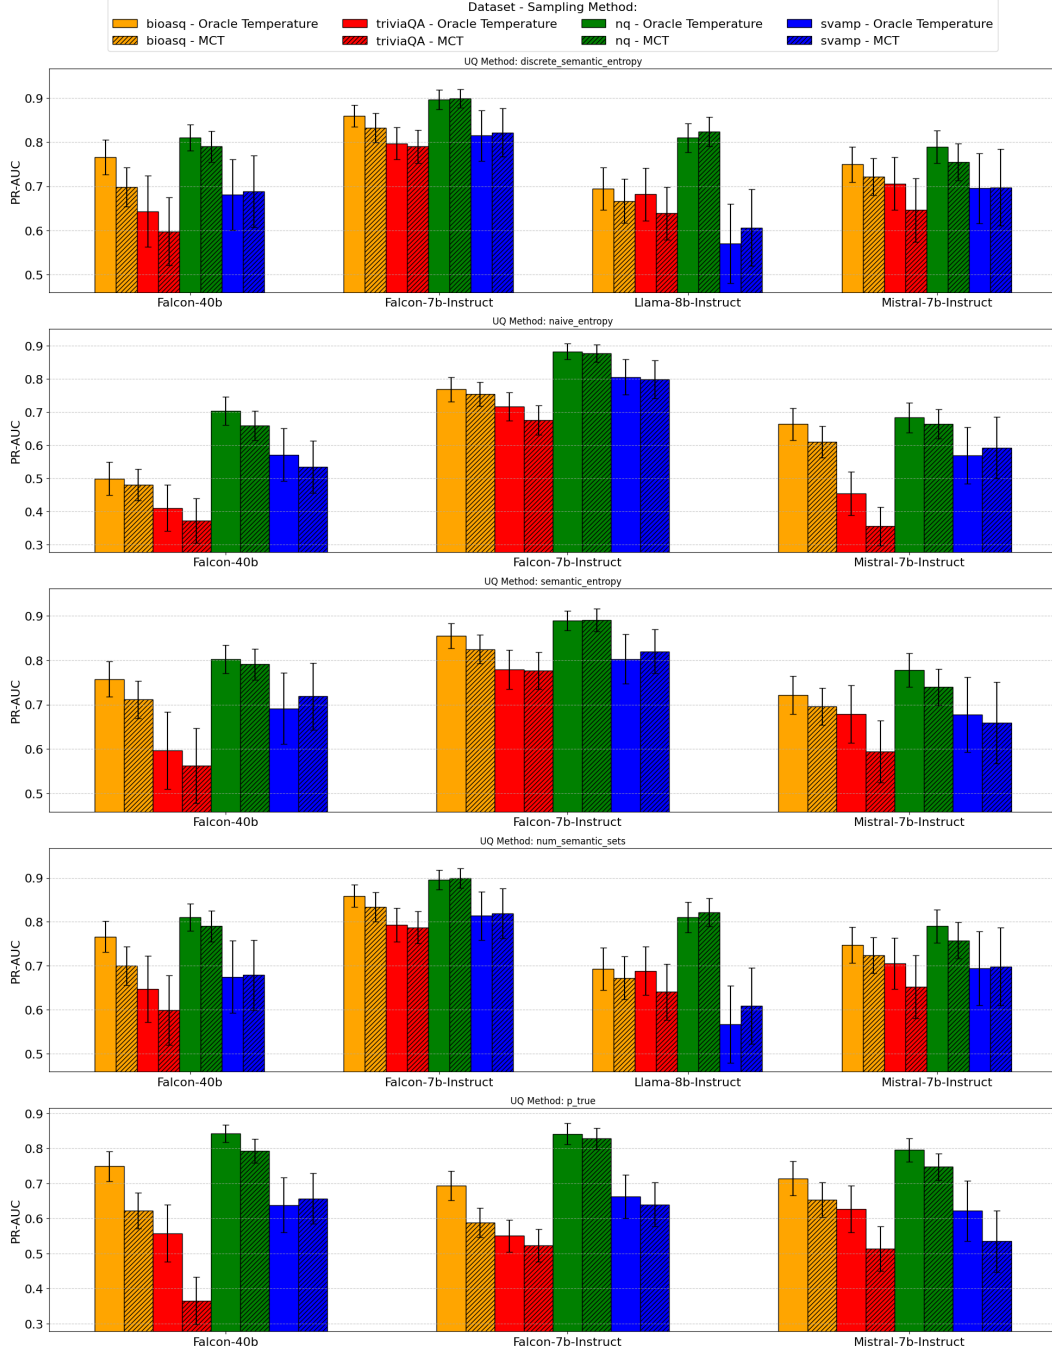 Dataset - Sampling Method:
bioasq - Oracle Temperature triviaQA - Oracle Temperature nq - Oracle Temperature svamp - Oracle Temperature
bioasq - MCT triviaQA - MCT nq - MCT svamp - MCT
UQ Method: discrete_semantic_entropy
PR-AUC
0.9
0.8
0.7
0.6
0.5
Falcon-40b Falcon-7b-Instruct Llama-8b-Instruct Mistral-7b-Instruct
UQ Method: naive_entropy
PR-AUC
0.9
0.8
0.7
0.6
0.5
0.4
0.3
Falcon-40b Falcon-7b-Instruct Mistral-7b-Instruct
UQ Method: semantic_entropy
PR-AUC
0.9
0.8
0.7
0.6
0.5
Falcon-40b Falcon-7b-Instruct Mistral-7b-Instruct
UQ Method: num_semantic_sets
PR-AUC
0.9
0.8
0.7
0.6
0.5
Falcon-40b Falcon-7b-Instruct Llama-8b-Instruct Mistral-7b-Instruct
UQ Method: p_true
PR-AUC
0.9
0.8
0.7
0.6
0.5
0.4
0.3
Falcon-40b Falcon-7b-Instruct Mistral-7b-Instruct